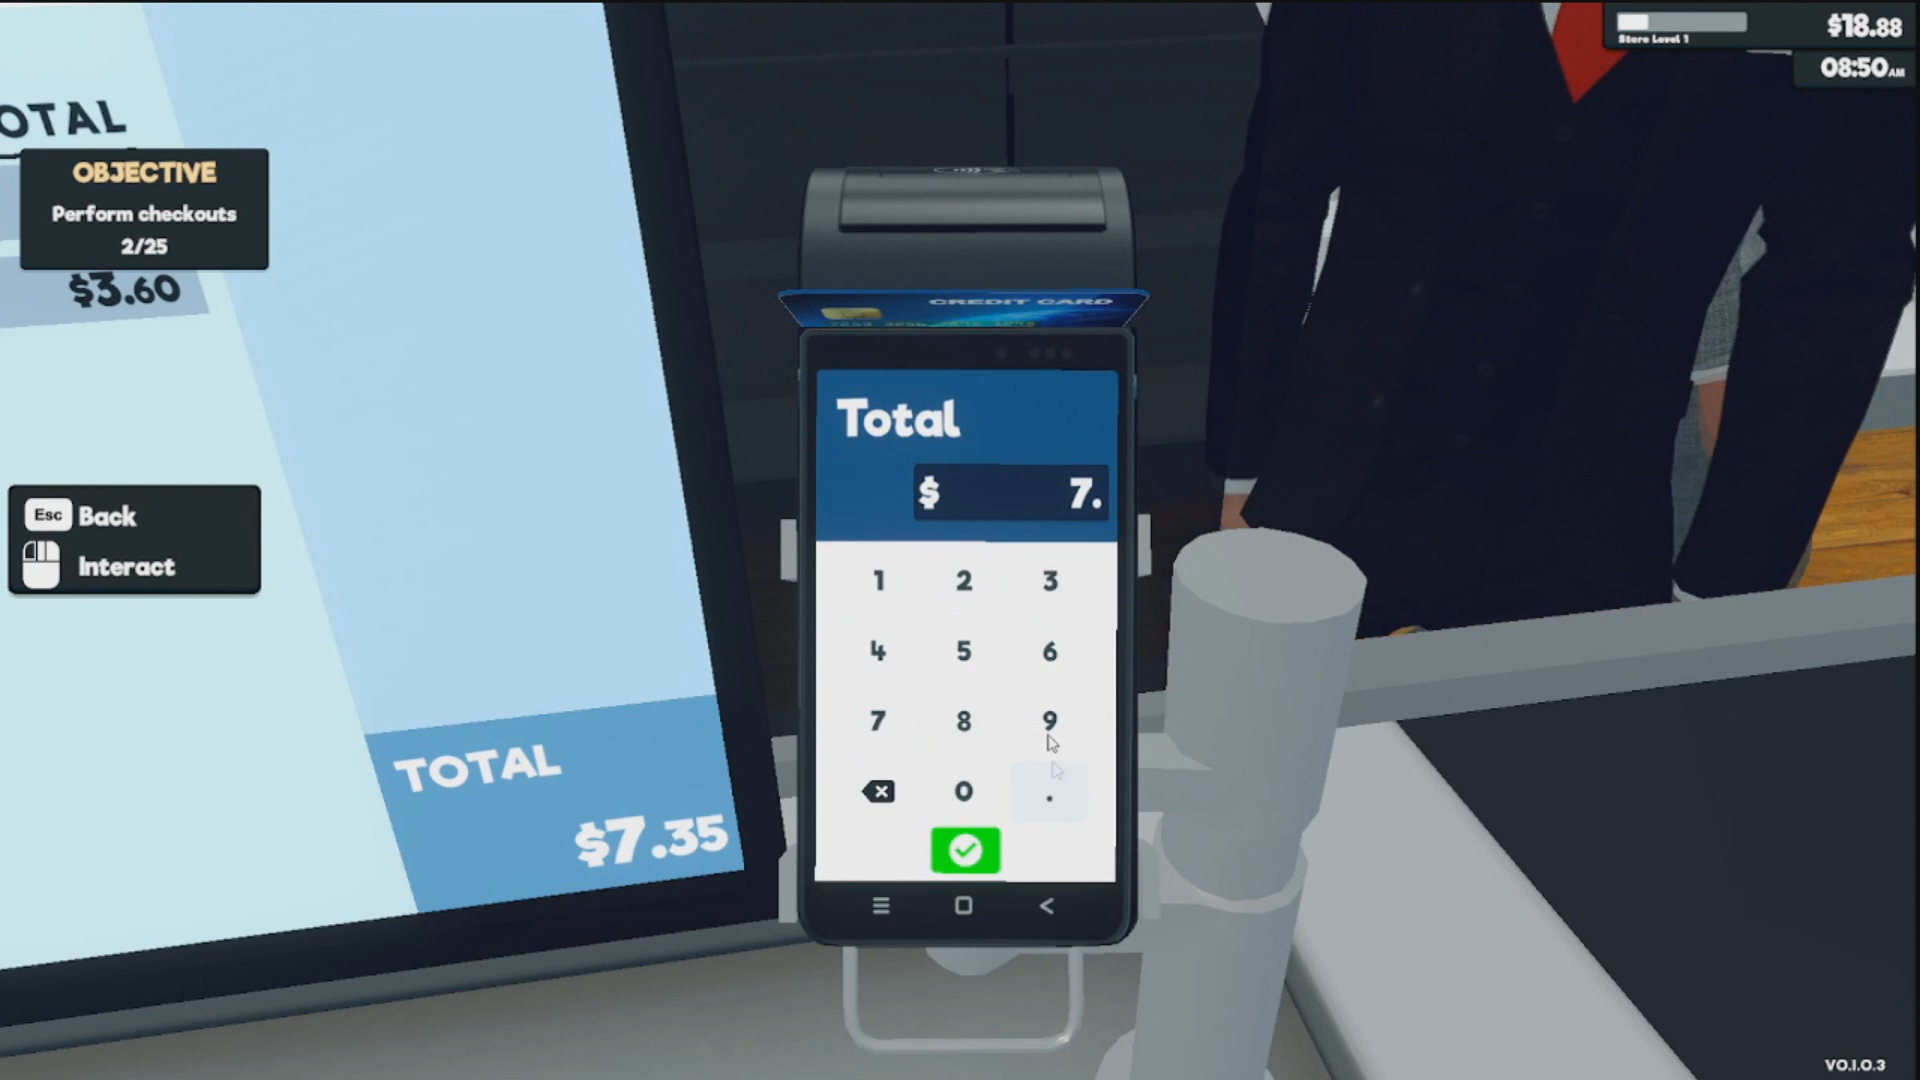 OTAL
OBJECTIVE
Perform checkouts
2/25
$3.60
Esc Back
Interact
TOTAL
$7.35
CREDIT CARD
Total
$ 7.
1 2 3
4 5 6
7 8 9
0 .
Store Level 1
$18.88
08:50AM
V0.1.0.3